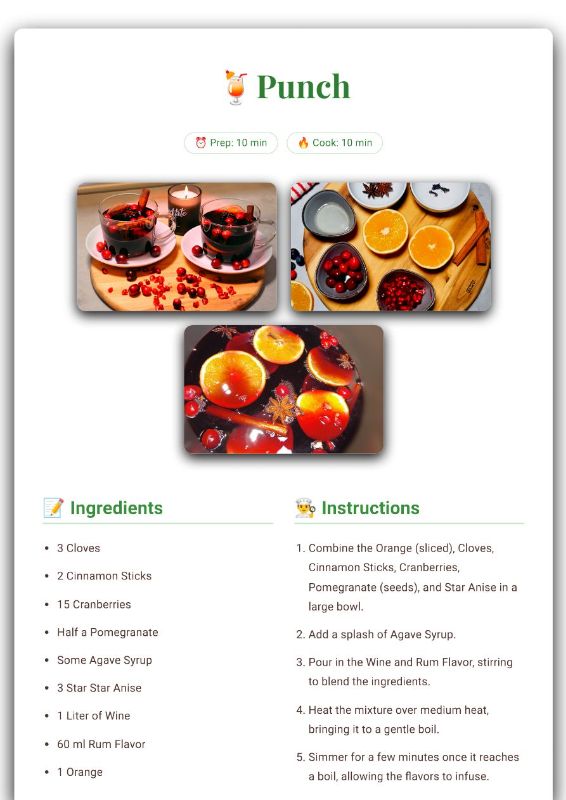 🍹 Punch
⏰ Prep: 10 min
🔥 Cook: 10 min
📝 Ingredients
• 3 Cloves
• 2 Cinnamon Sticks
• 15 Cranberries
• Half a Pomegranate
• Some Agave Syrup
• 3 Star Star Anise
• 1 Liter of Wine
• 60 ml Rum Flavor
• 1 Orange
👨‍🍳 Instructions
1. Combine the Orange (sliced), Cloves,
Cinnamon Sticks, Cranberries,
Pomegranate (seeds), and Star Anise in a
large bowl.
2. Add a splash of Agave Syrup.
3. Pour in the Wine and Rum Flavor, stirring
to blend the ingredients.
4. Heat the mixture over medium heat,
bringing it to a gentle boil.
5. Simmer for a few minutes once it reaches
a boil, allowing the flavors to infuse.